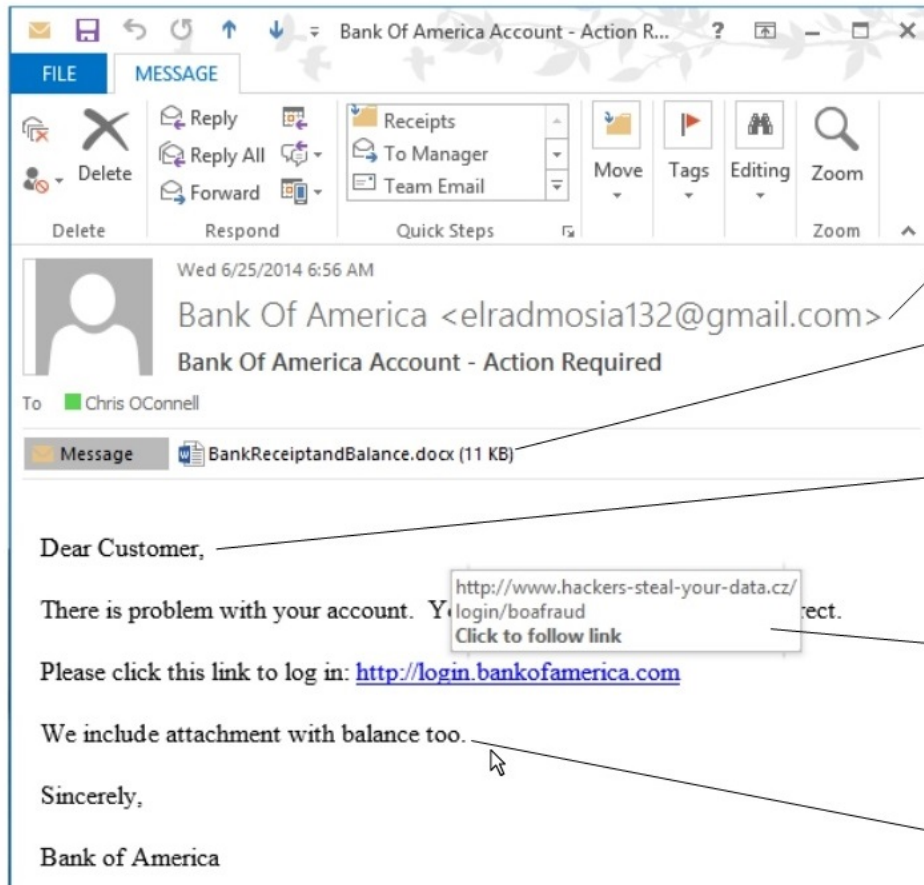 Bank Of America Account - Action R... ?
FILE MESSAGE
Delete
Reply
Reply All
Forward
Receipts
To Manager
Team Email
Move
Tags
Editing
Zoom
Delete Respond Quick Steps Zoom
Wed 6/25/2014 6:56 AM
Bank Of America <elradmosia132@gmail.com>
Bank Of America Account - Action Required
To Chris OConnell
Message BankReceiptandBalance.docx (11 KB)
Dear Customer,
http://www.hackers-steal-your-data.cz/
login/boafraud
Click to follow link
There is problem with your account. Y rect.
Please click this link to log in: http://login.bankofamerica.com
We include attachment with balance too.
Sincerely,
Bank of America